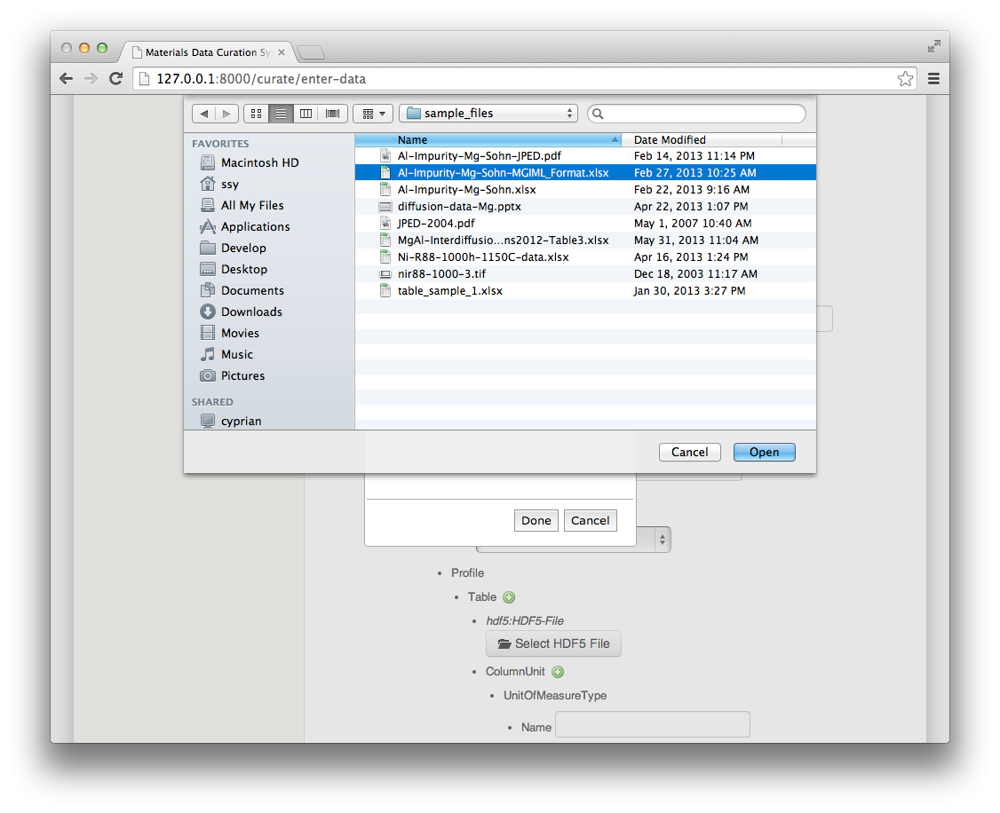 Materials Data Curation Sy
127.0.0.1:8000/curate/enter-data
sample_files
FAVORITES
Macintosh HD
ssy
All My Files
Applications
Develop
Desktop
Documents
Downloads
Movies
Music
Pictures
SHARED
cyprian
Name Date Modified
Al-Impurity-Mg-Sohn-JPED.pdf Feb 14, 2013 11:14 PM
Al-Impurity-Mg-Sohn-MGIML_Format.xlsx Feb 27, 2013 10:25 AM
Al-Impurity-Mg-Sohn.xlsx Feb 22, 2013 9:16 AM
diffusion-data-Mg.pptx Apr 22, 2013 1:07 PM
JPED-2004.pdf May 1, 2007 10:40 AM
MgAl-Interdiffusio...ns2012-Table3.xlsx May 31, 2013 11:04 AM
Ni-R88-1000h-1150C-data.xlsx Apr 16, 2013 1:24 PM
nir88-1000-3.tif Dec 18, 2003 11:17 AM
table_sample_1.xlsx Jan 30, 2013 3:27 PM
Cancel Open
Done Cancel
Profile
Table
hdf5:HDF5-File
Select HDF5 File
ColumnUnit
UnitOfMeasureType
Name